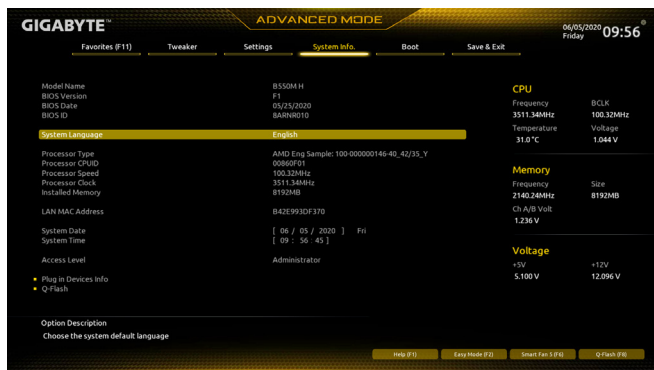 GIGABYTE™
ADVANCED MODE
06/05/2020
Friday
09:56
Favorites (F11) Tweaker Settings System Info. Boot Save & Exit
Model Name B550M H
BIOS Version F1
BIOS Date 05/25/2020
BIOS ID 8ARNR010
System Language English
Processor Type AMD Eng Sample: 100-000000146-40_42/35_Y
Processor CPUID 00860F01
Processor Speed 100.32MHz
Processor Clock 3511.34MHz
Installed Memory 8192MB
LAN MAC Address B42E993DF370
System Date [ 06 / 05 / 2020 ] Fri
System Time [ 09 : 56 : 45 ]
Access Level Administrator
Plug in Devices Info
Q-Flash
CPU
Frequency BCLK
3511.34MHz 100.32MHz
Temperature Voltage
31.0 °C 1.044 V
Memory
Frequency Size
2140.24MHz 8192MB
Ch A/B Volt
1.236 V
Voltage
+5V +12V
5.100 V 12.096 V
Option Description
Choose the system default language
Help (F1) Easy Mode (F2) Smart Fan 5 (F6) Q-Flash (F8)